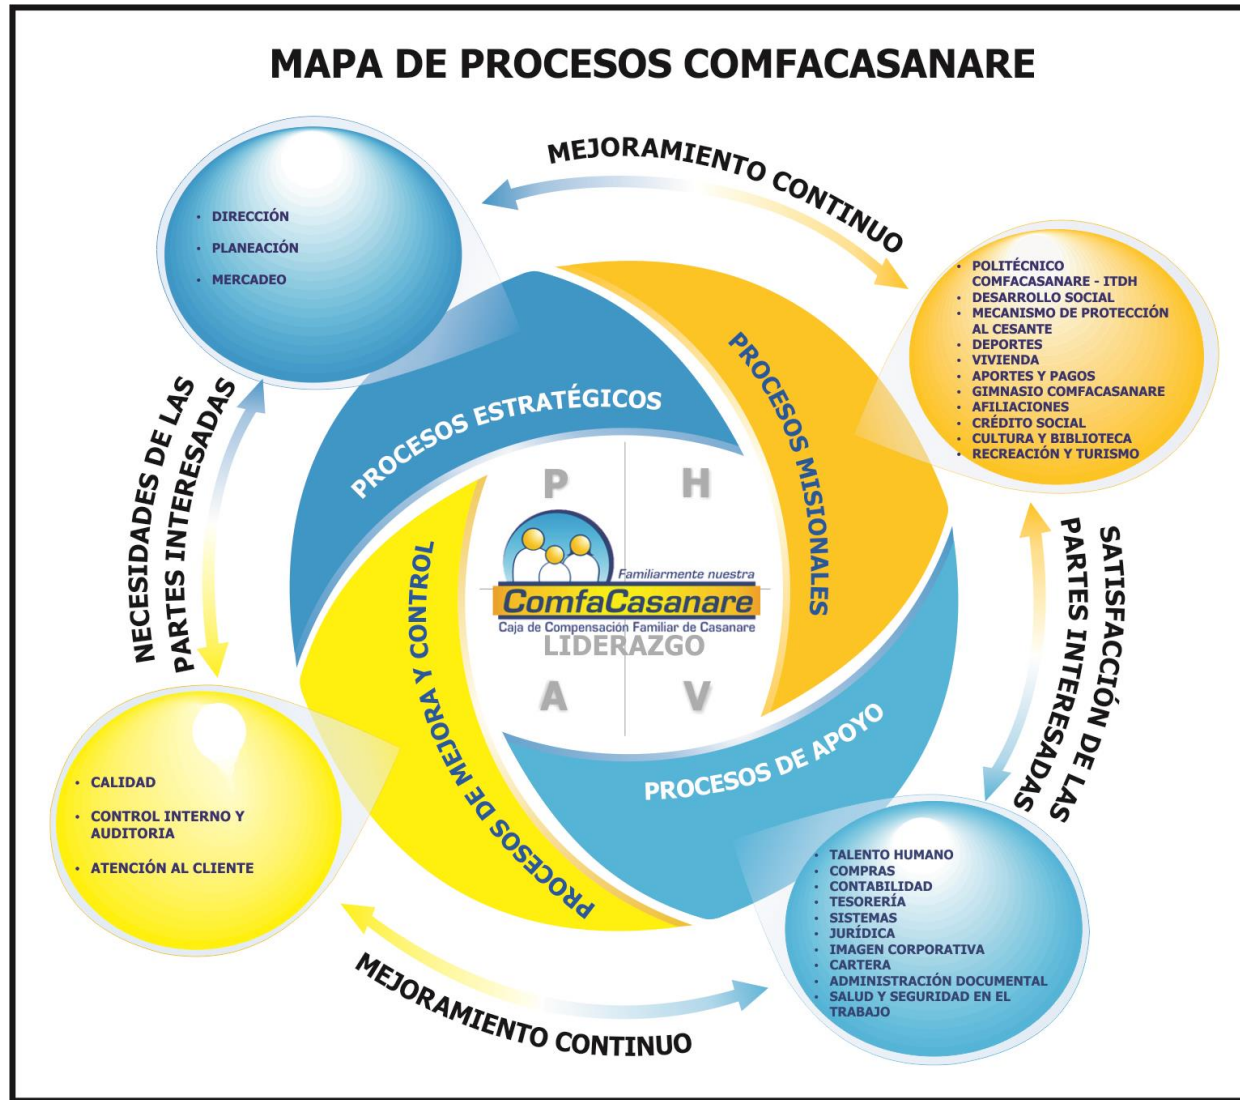 MAPA DE PROCESOS COMFACASANARE
MEJORAMIENTO CONTINUO
• DIRECCIÓN
• PLANEACIÓN
• MERCADEO
• POLITÉCNICO
COMFACASANARE - ITDH
• DESARROLLO SOCIAL
• MECANISMO DE PROTECCIÓN
AL CESANTE
• DEPORTES
• VIVIENDA
• APORTES Y PAGOS
• GIMNASIO COMFACASANARE
• AFILIACIONES
• CRÉDITO SOCIAL
• CULTURA Y BIBLIOTECA
• RECREACIÓN Y TURISMO
PROCESOS ESTRATÉGICOS
PROCESOS MISIONALES
NECESIDADES DE LAS
PARTES INTERESADAS
P
H
Familiarmente nuestra
ComfaCasanare
Caja de Compensación Familiar de Casanare
LIDERAZGO
A
V
SATISFACCIÓN DE LAS
PARTES INTERESADAS
PROCESOS DE MEJORA Y CONTROL
PROCESOS DE APOYO
• CALIDAD
• CONTROL INTERNO Y
AUDITORIA
• ATENCIÓN AL CLIENTE
• TALENTO HUMANO
• COMPRAS
• CONTABILIDAD
• TESORERÍA
• SISTEMAS
• JURÍDICA
• IMAGEN CORPORATIVA
• CARTERA
• ADMINISTRACIÓN DOCUMENTAL
• SALUD Y SEGURIDAD EN EL
TRABAJO
MEJORAMIENTO CONTINUO